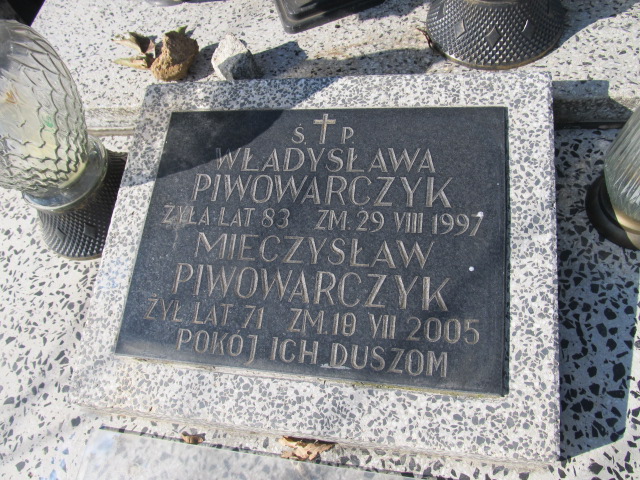 Ś. † P.
WŁADYSŁAWA
PIWOWARCZYK
ŻYŁA LAT 83 ZM. 29 VIII 1997
MIECZYSŁAW
PIWOWARCZYK
ŻYŁ LAT 71 ZM. 19 VII 2005
POKÓJ ICH DUSZOM